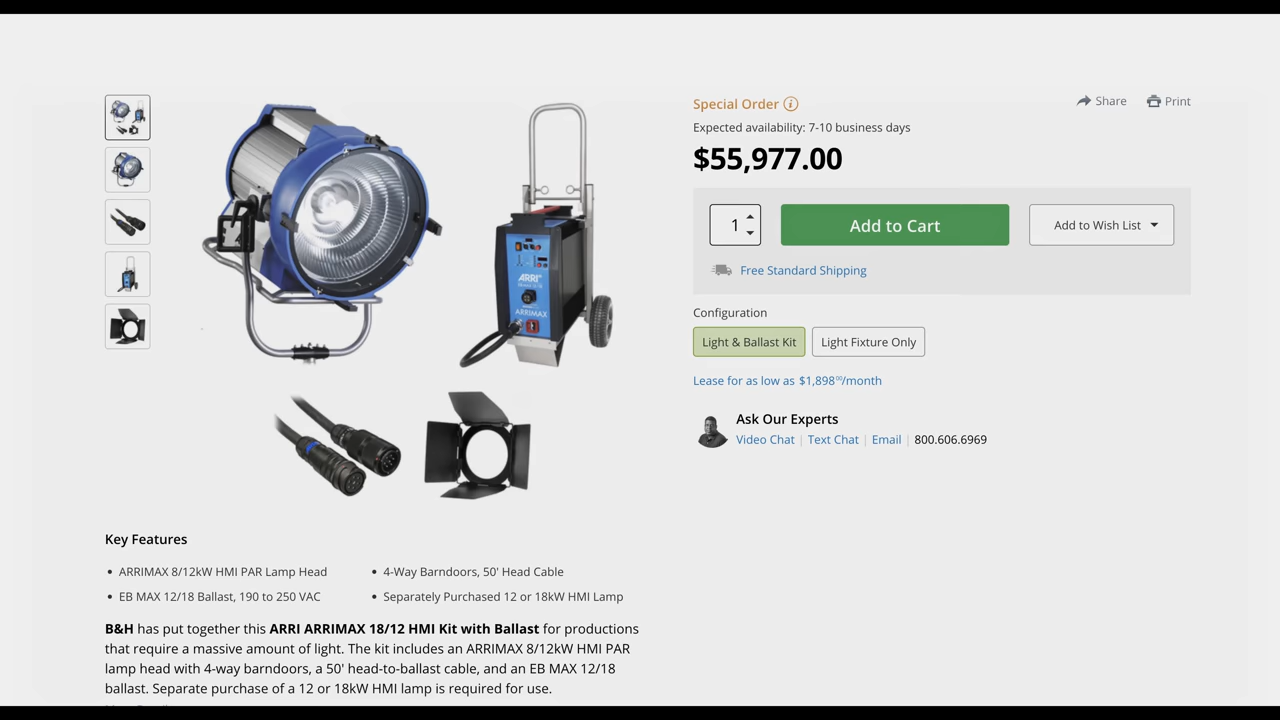 Special Order
Share
Print
Expected availability: 7-10 business days
$55,977.00
1
Add to Cart
Add to Wish List
Free Standard Shipping
Configuration
Light & Ballast Kit
Light Fixture Only
Lease for as low as $1,898⁰⁰/month
Ask Our Experts
Video Chat | Text Chat | Email | 800.606.6969
ARRI
ARRIMAX
Key Features
• ARRIMAX 8/12kW HMI PAR Lamp Head
• 4-Way Barndoors, 50' Head Cable
• EB MAX 12/18 Ballast, 190 to 250 VAC
• Separately Purchased 12 or 18kW HMI Lamp
B&H has put together this ARRI ARRIMAX 18/12 HMI Kit with Ballast for productions
that require a massive amount of light. The kit includes an ARRIMAX 8/12kW HMI PAR
lamp head with 4-way barndoors, a 50' head-to-ballast cable, and an EB MAX 12/18
ballast. Separate purchase of a 12 or 18kW HMI lamp is required for use.